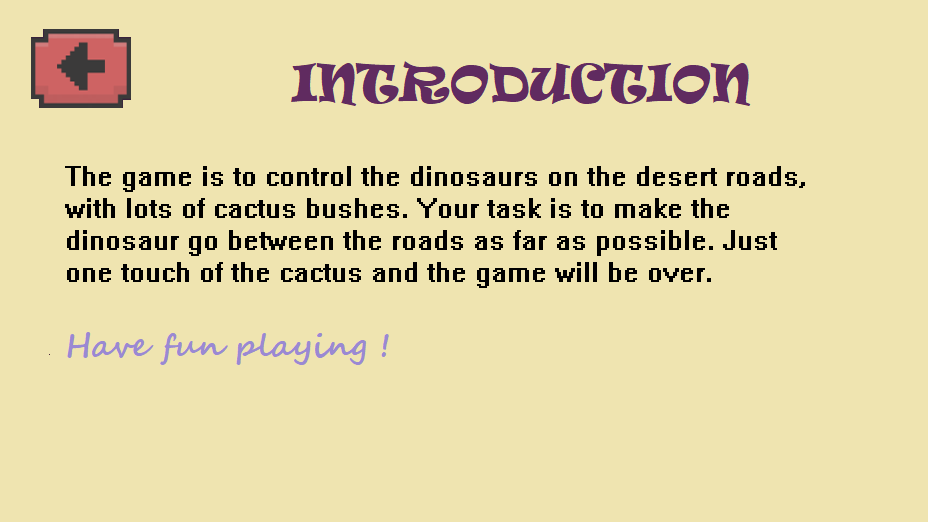 INTRODUCTION
The game is to control the dinosaurs on the desert roads,
with lots of cactus bushes. Your task is to make the
dinosaur go between the roads as far as possible. Just
one touch of the cactus and the game will be over.
Have fun playing !